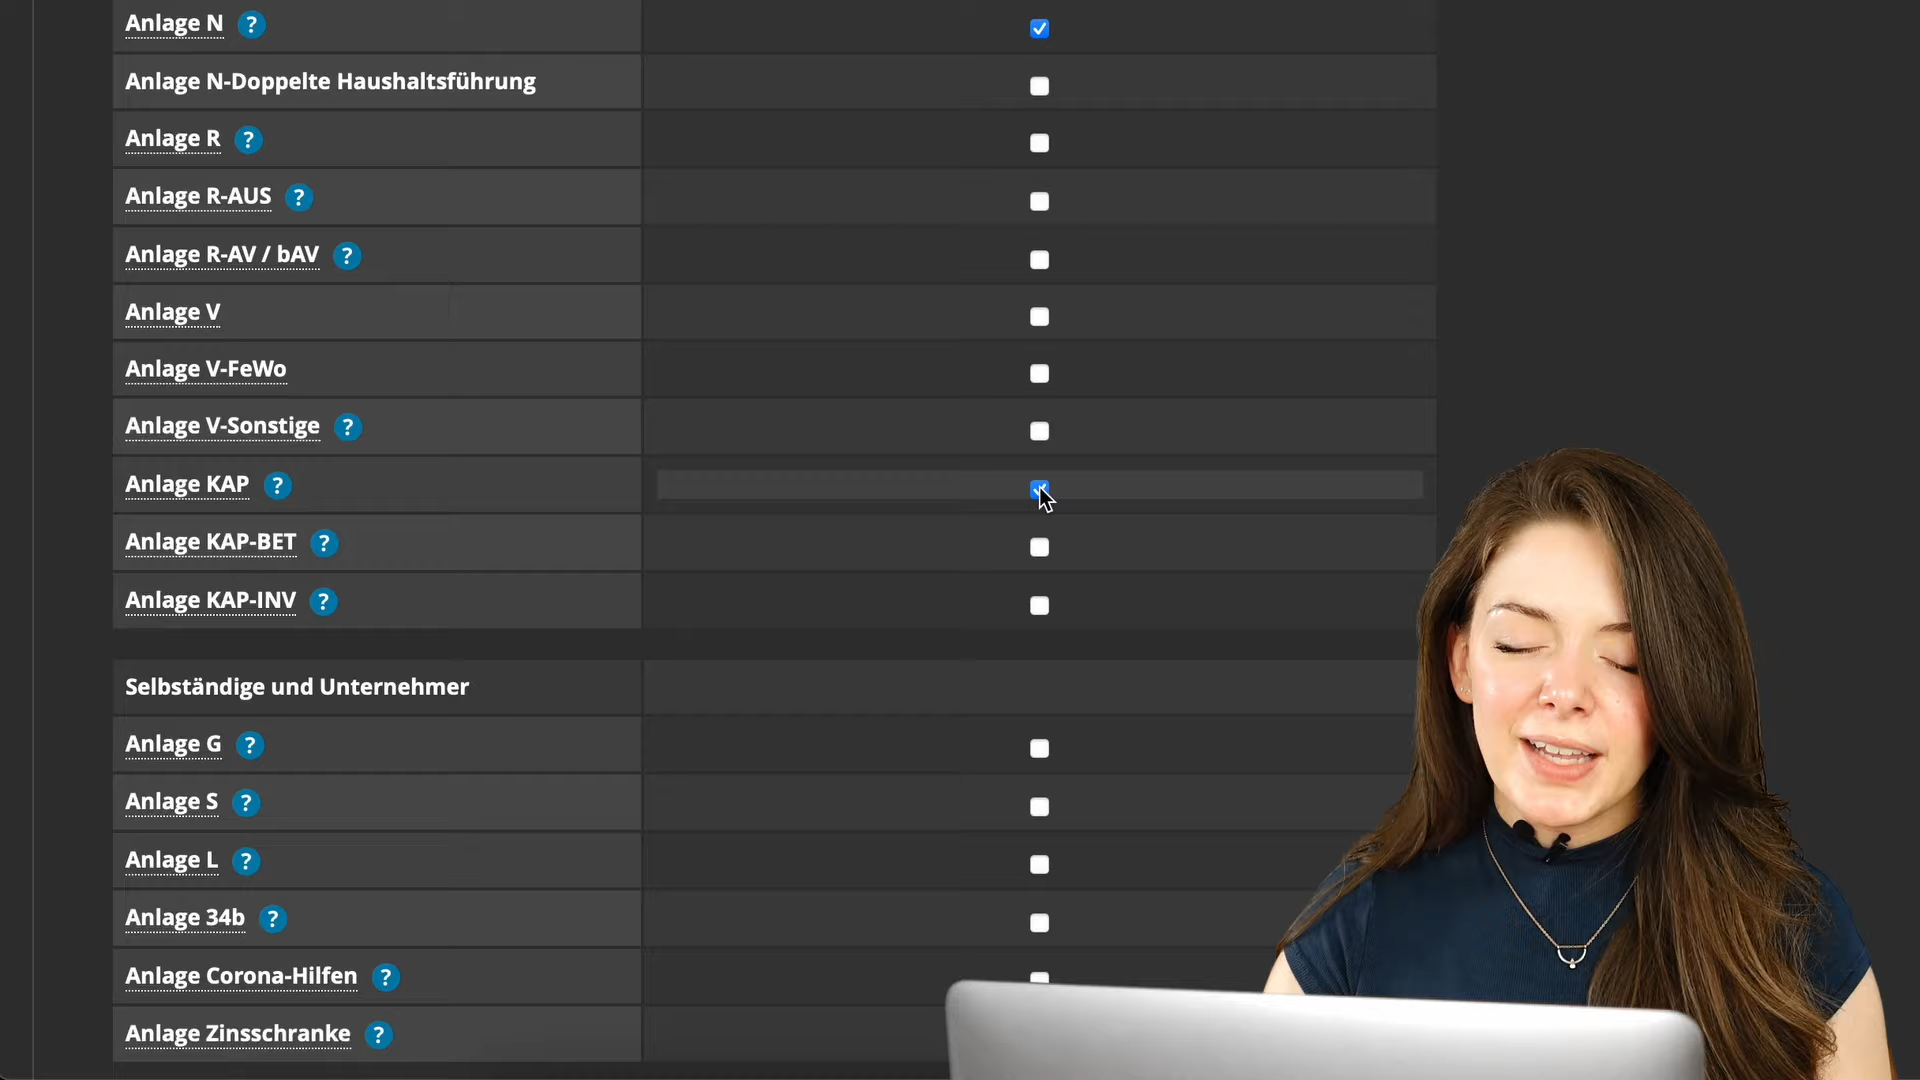 Anlage N ?
Anlage N-Doppelte Haushaltsführung
Anlage R ?
Anlage R-AUS ?
Anlage R-AV / bAV ?
Anlage V
Anlage V-FeWo
Anlage V-Sonstige ?
Anlage KAP ?
Anlage KAP-BET ?
Anlage KAP-INV ?
Selbständige und Unternehmer
Anlage G ?
Anlage S ?
Anlage L ?
Anlage 34b ?
Anlage Corona-Hilfen ?
Anlage Zinsschranke ?